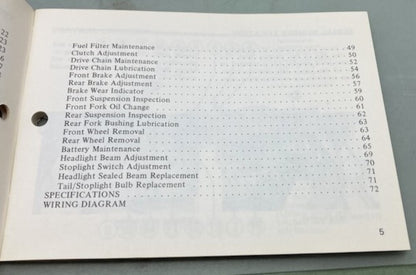 22
23
Fuel Filter Maintenance . . . . . . . . . . . . . . . . . . . . . . . . 49
Clutch Adjustment . . . . . . . . . . . . . . . . . . . . . . . . 50
Drive Chain Maintenance . . . . . . . . . . . . . . . . . . . . . . . . 52
Drive Chain Lubrication . . . . . . . . . . . . . . . . . . . . . . . . 54
Front Brake Adjustment . . . . . . . . . . . . . . . . . . . . . . . . 56
Rear Brake Adjustment . . . . . . . . . . . . . . . . . . . . . . . . 57
Brake Wear Indicator . . . . . . . . . . . . . . . . . . . . . . . . 59
Front Suspension Inspection . . . . . . . . . . . . . . . . . . . . . . . . 60
Front Fork Oil Change . . . . . . . . . . . . . . . . . . . . . . . . 61
Rear Suspension Inspection . . . . . . . . . . . . . . . . . . . . . . . . 62
Rear Fork Bushing Lubrication . . . . . . . . . . . . . . . . . . . . . . . . 63
Front Wheel Removal . . . . . . . . . . . . . . . . . . . . . . . . 63
Rear Wheel Removal . . . . . . . . . . . . . . . . . . . . . . . . 64
Battery Maintenance . . . . . . . . . . . . . . . . . . . . . . . . 65
Headlight Beam Adjustment . . . . . . . . . . . . . . . . . . . . . . . . 69
Stoplight Switch Adjustment . . . . . . . . . . . . . . . . . . . . . . . . 70
Headlight Sealed Beam Replacement . . . . . . . . . . . . . . . . . . . . 71
Tail/Stoplight Bulb Replacement . . . . . . . . . . . . . . . . . . . . . . 71
SPECIFICATIONS . . . . . . . . . . . . . . . . . . . . . . . . 72
WIRING DIAGRAM
5